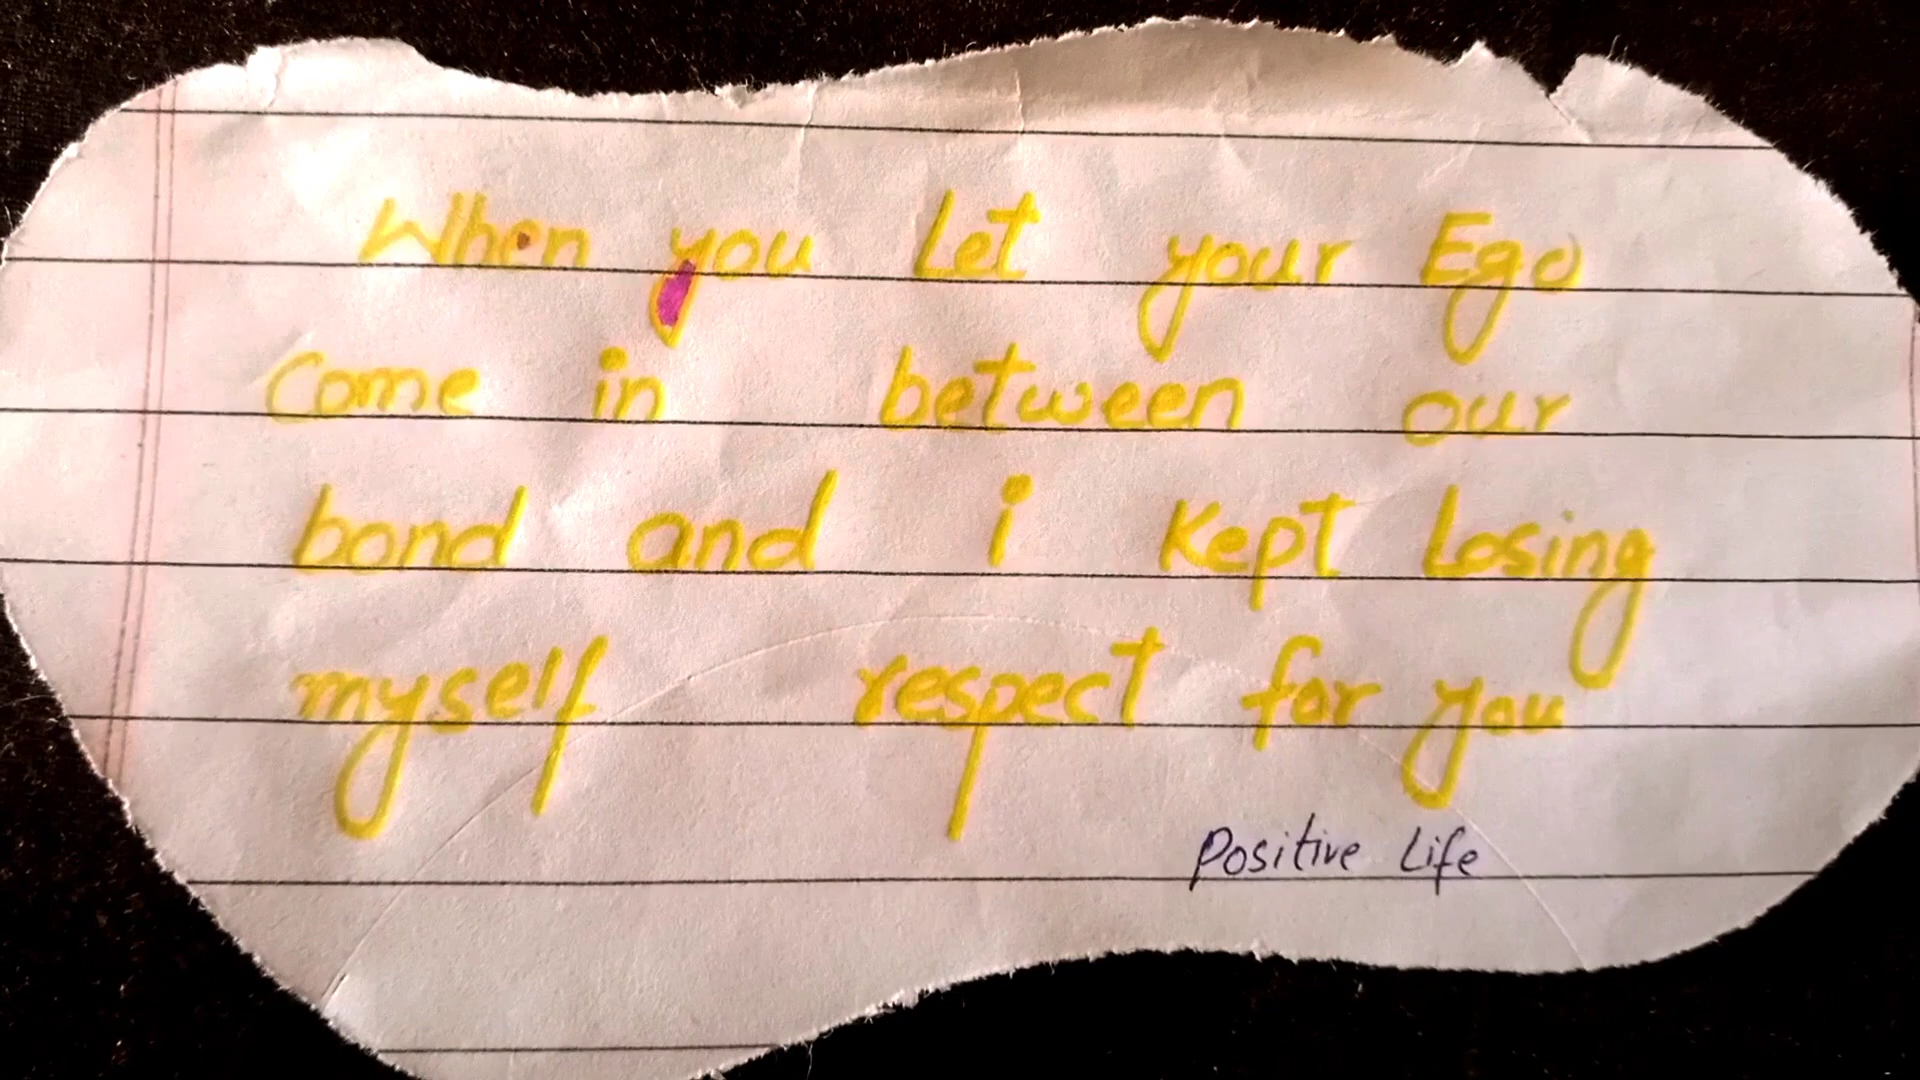 When you Let your Ego
Come in between our
bond and i kept Losing
myself respect for you
Positive Life